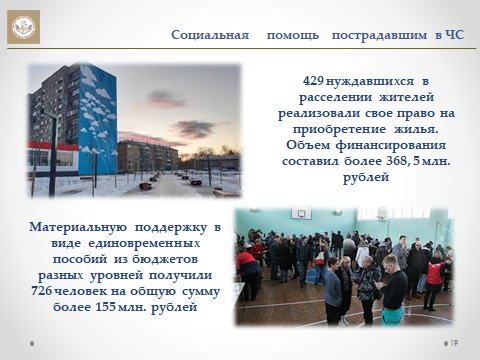 Социальная помощь пострадавшим в ЧС
429 нуждавшихся в
расселении жителей
реализовали свое право на
приобретение жилья.
Объем финансирования
составил более 368, 5 млн.
рублей
Материальную поддержку в
виде единовременных
пособий из бюджетов
разных уровней получили
726 человек на общую сумму
более 155 млн. рублей
19